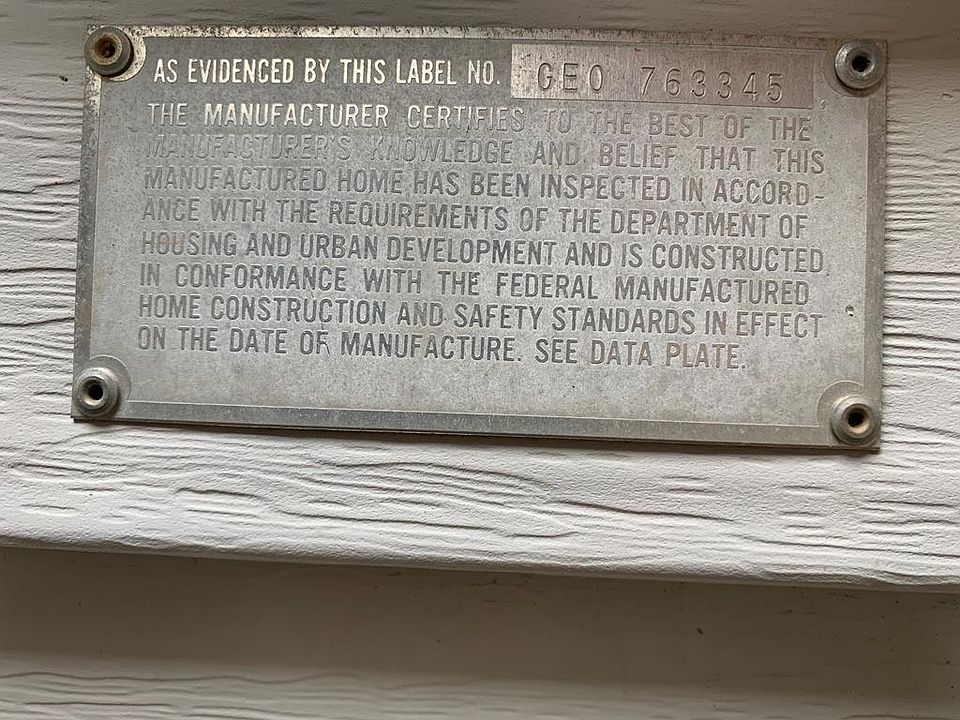 AS EVIDENCED BY THIS LABEL NO. GEO 763345
THE MANUFACTURER CERTIFIES TO THE BEST OF THE
MANUFACTURER'S KNOWLEDGE AND BELIEF THAT THIS
MANUFACTURED HOME HAS BEEN INSPECTED IN ACCORD-
ANCE WITH THE REQUIREMENTS OF THE DEPARTMENT OF
HOUSING AND URBAN DEVELOPMENT AND IS CONSTRUCTED
IN CONFORMANCE WITH THE FEDERAL MANUFACTURED
HOME CONSTRUCTION AND SAFETY STANDARDS IN EFFECT
ON THE DATE OF MANUFACTURE. SEE DATA PLATE.